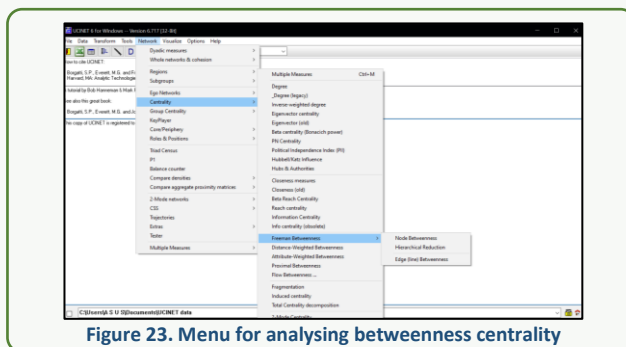 UCINET 6 for Windows -- Version 6.717 (32-Bit)
File Data Transform Tools Network Visualize Options Help
D
How to cite UCINET:
Borgatti, S.P., Everett, M.G. and
Harvard, MA: Analytic Technologies
tutorial by Bob Hanneman & Mark
See also this great book:
Borgatti, S.P., Everett, M.G. and
This copy of UCINET is registered to
Dyadic measures
Whole networks & cohesion
Regions
Subgroups
Ego Networks
Centrality
Group Centrality
KeyPlayer
Core/Periphery
Roles & Positions
Triad Census
P1
Balance counter
Compare densities
Compare aggregate proximity matrices
2-Mode networks
CSS
Trajectories
Extras
Tester
Multiple Measures
Multiple Measures Ctrl+M
Degree
_Degree (legacy)
Inverse-weighted degree
Eigenvector centrality
Eigenvector (old)
Beta centrality (Bonacich power)
PN Centrality
Political Independence Index (PII)
Hubbell/Katz Influence
Hubs & Authorities
Closeness measures
Closeness (old)
Beta Reach Centrality
Reach centrality
Information Centrality
Info centrality (obsolete)
Freeman Betweenness
Distance-Weighted Betweenness
Attribute-Weighted Betweenness
Proximal Betweenness
Flow Betweenness ...
Fragmentation
Induced centrality
Total Centrality decomposition
2-Mode Centrality
Node Betweenness
Hierarchical Reduction
Edge (line) Betweenness
C:\Users\A S U S\Documents\UCINET data
Figure 23. Menu for analysing betweenness centrality